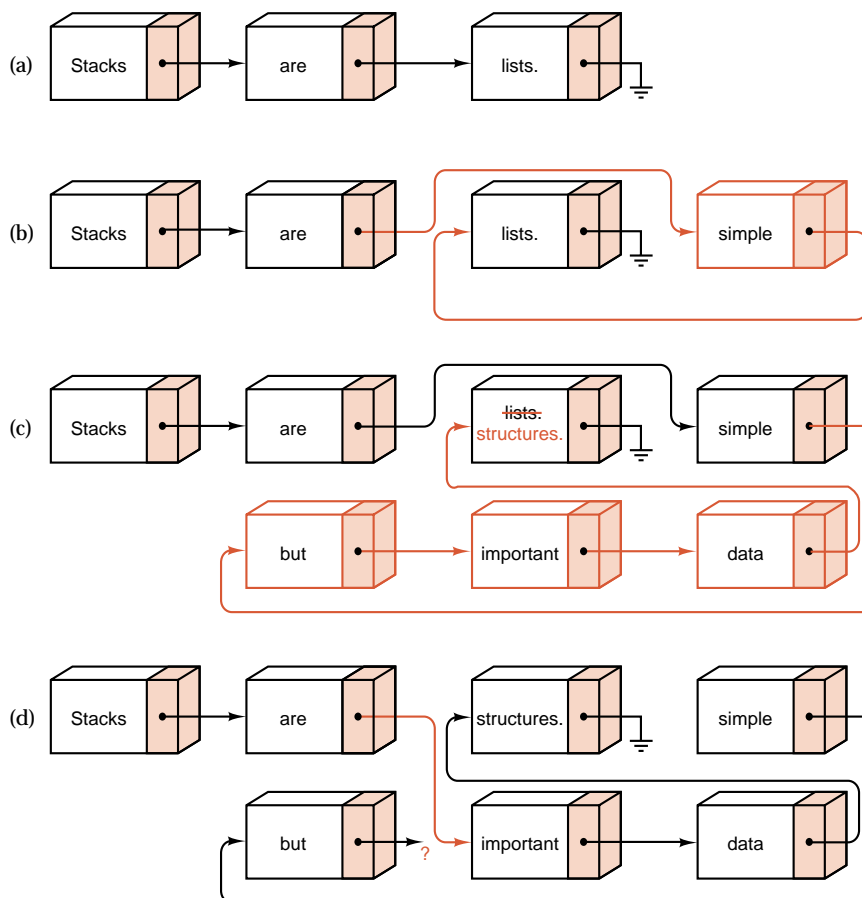 (a) Stacks are lists.
(b) Stacks are lists. simple
(c) Stacks are lists. simple
structures.
but important data
(d) Stacks are structures. simple
but ? important data